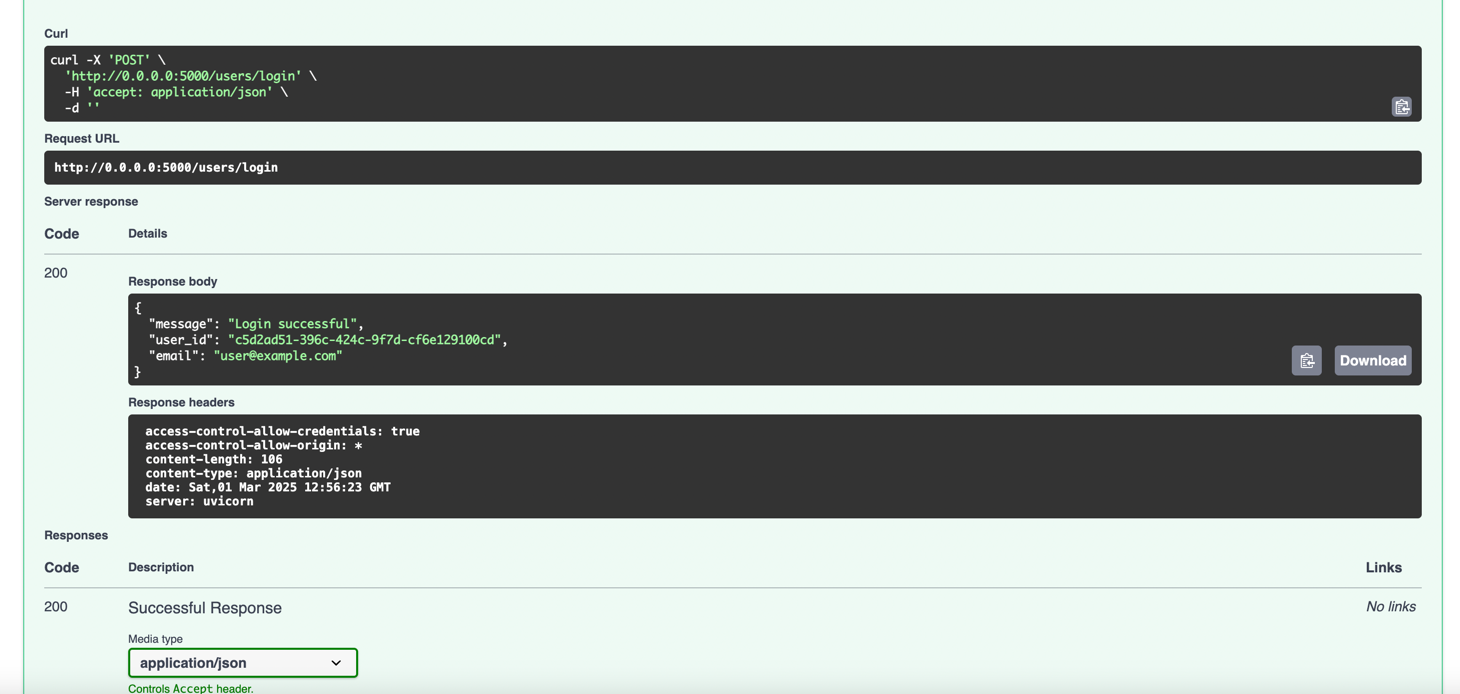 Curl
curl -X 'POST' \
  'http://0.0.0.0:5000/users/login' \
  -H 'accept: application/json' \
  -d ''
Request URL
http://0.0.0.0:5000/users/login
Server response
Code Details
200
Response body
{
  "message": "Login successful",
  "user_id": "c5d2ad51-396c-424c-9f7d-cf6e129100cd",
  "email": "user@example.com"
}
Download
Response headers
access-control-allow-credentials: true
access-control-allow-origin: *
content-length: 106
content-type: application/json
date: Sat,01 Mar 2025 12:56:23 GMT
server: uvicorn
Responses
Code Description Links
200 Successful Response No links
Media type
application/json
Controls Accept header.